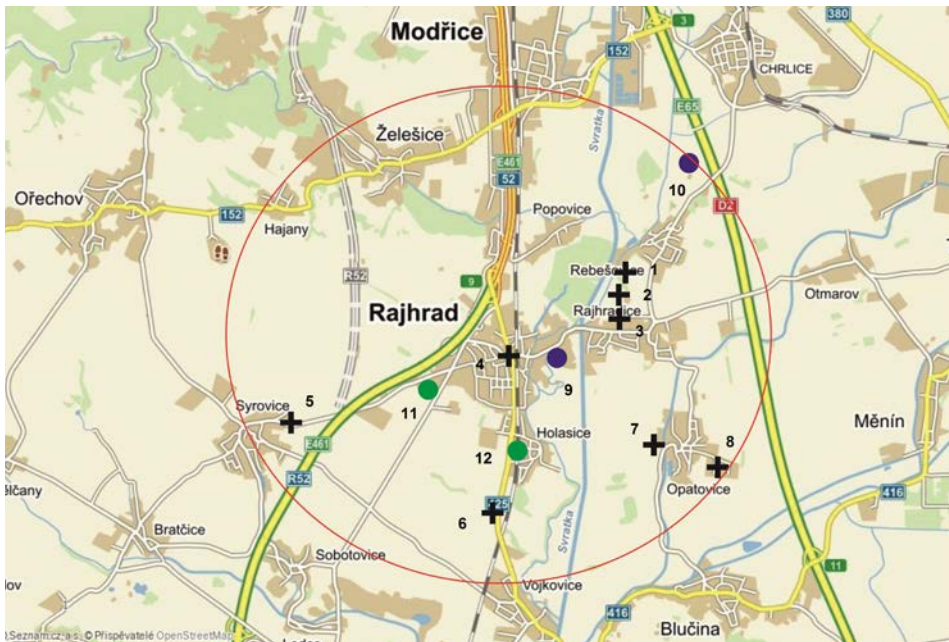 Modřice
380
3
152
CHRLICE
E65
Svratka
Želešice
E461
52
10
D2
Ořechov
152
Hajany
Popovice
R52
9
Rebešovice
1
2
Rajhradice
3
Otmarov
Rajhrad
4
9
11
5
Syrovice
E461
R52
Holasice
12
7
8
Měnín
Opatovice
6
416
Svratka
Bratčice
Sobotovice
11
Vojkovice
416
Blučina
Seznam.cz, a.s. © Přispěvatelé OpenStreetMap